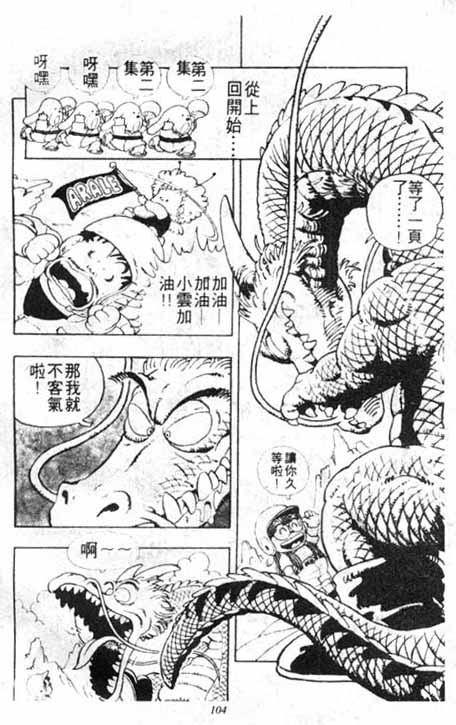 從上
回開始……
第二
集
第二
集
呀嘿
呀嘿
等了一頁
了……！
讓你久
等啦！
ARALE
加油—
加油—
小雲加
油!!
那我就
不客氣
啦！
啊～～
104